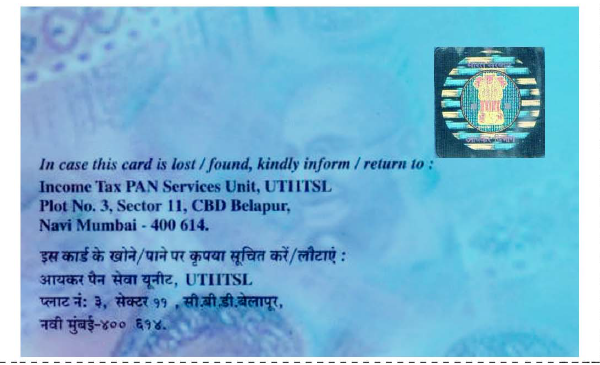 In case this card is lost / found, kindly inform / return to :
Income Tax PAN Services Unit, UTIITSL
Plot No. 3, Sector 11, CBD Belapur,
Navi Mumbai - 400 614.
इस कार्ड के खोने/पाने पर कृपया सूचित करें/लौटाएं :
आयकर पैन सेवा यूनीट, UTIITSL
प्लाट नं: ३, सेक्टर ११ , सी.बी.डी.बेलापूर,
नवी मुंबई-४०० ६१४.